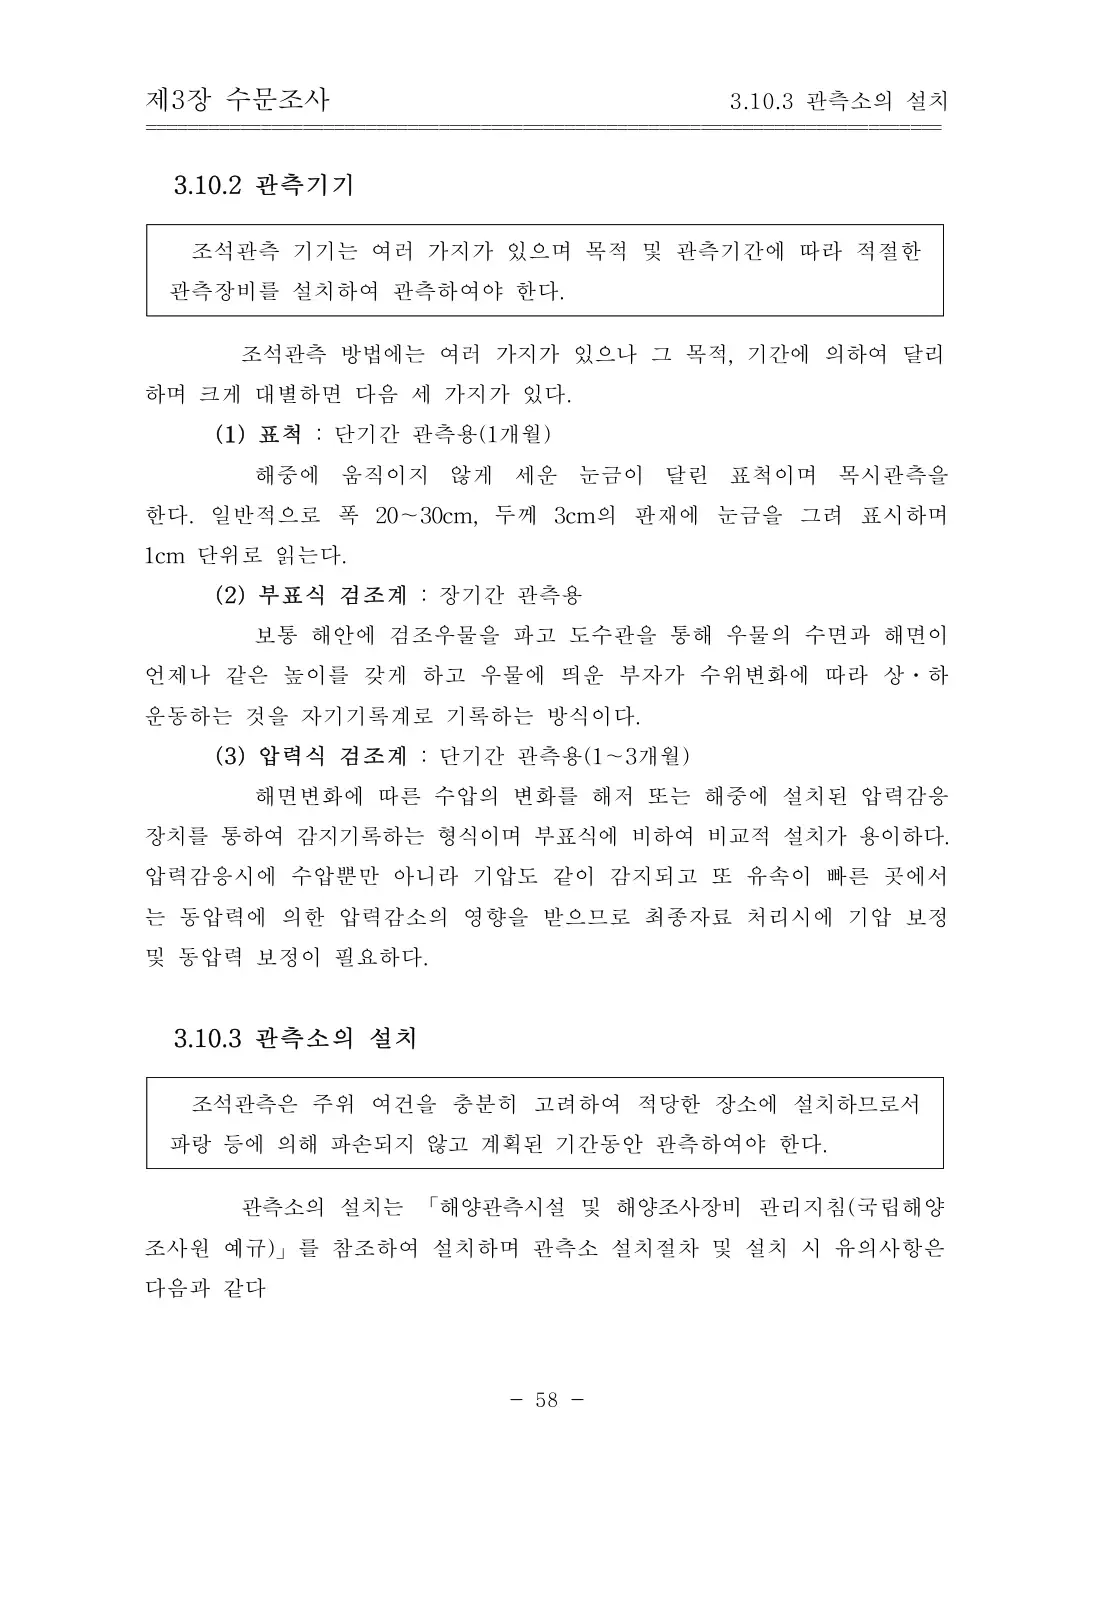 제3장 수문조사
3.10.3 관측소의 설치
3.10.2 관측기기
조석관측 기기는 여러 가지가 있으며 목적 및 관측기간에 따라 적절한
관측장비를 설치하여 관측하여야 한다.
조석관측 방법에는 여러 가지가 있으나 그 목적, 기간에 의하여 달리
하며 크게 대별하면 다음 세 가지가 있다.
(1) 표척 : 단기간 관측용(1개월)
해중에 움직이지 않게 세운 눈금이 달린 표척이며 목시관측을
한다. 일반적으로 폭 20~30cm, 두께 3cm의 판재에 눈금을 그려 표시하며
1cm 단위로 읽는다.
(2) 부표식 검조계 : 장기간 관측용
보통 해안에 검조우물을 파고 도수관을 통해 우물의 수면과 해면이
언제나 같은 높이를 갖게 하고 우물에 띄운 부자가 수위변화에 따라 상·하
운동하는 것을 자기기록계로 기록하는 방식이다.
(3) 압력식 검조계 : 단기간 관측용(1~3개월)
해면변화에 따른 수압의 변화를 해저 또는 해중에 설치된 압력감응
장치를 통하여 감지기록하는 형식이며 부표식에 비하여 비교적 설치가 용이하다.
압력감응시에 수압뿐만 아니라 기압도 같이 감지되고 또 유속이 빠른 곳에서
는 동압력에 의한 압력감소의 영향을 받으므로 최종자료 처리시에 기압 보정
및 동압력 보정이 필요하다.
3.10.3 관측소의 설치
조석관측은 주위 여건을 충분히 고려하여 적당한 장소에 설치하므로서
파랑 등에 의해 파손되지 않고 계획된 기간동안 관측하여야 한다.
관측소의 설치는 「해양관측시설 및 해양조사장비 관리지침(국립해양
조사원 예규)」를 참조하여 설치하며 관측소 설치절차 및 설치 시 유의사항은
다음과 같다
- 58 -